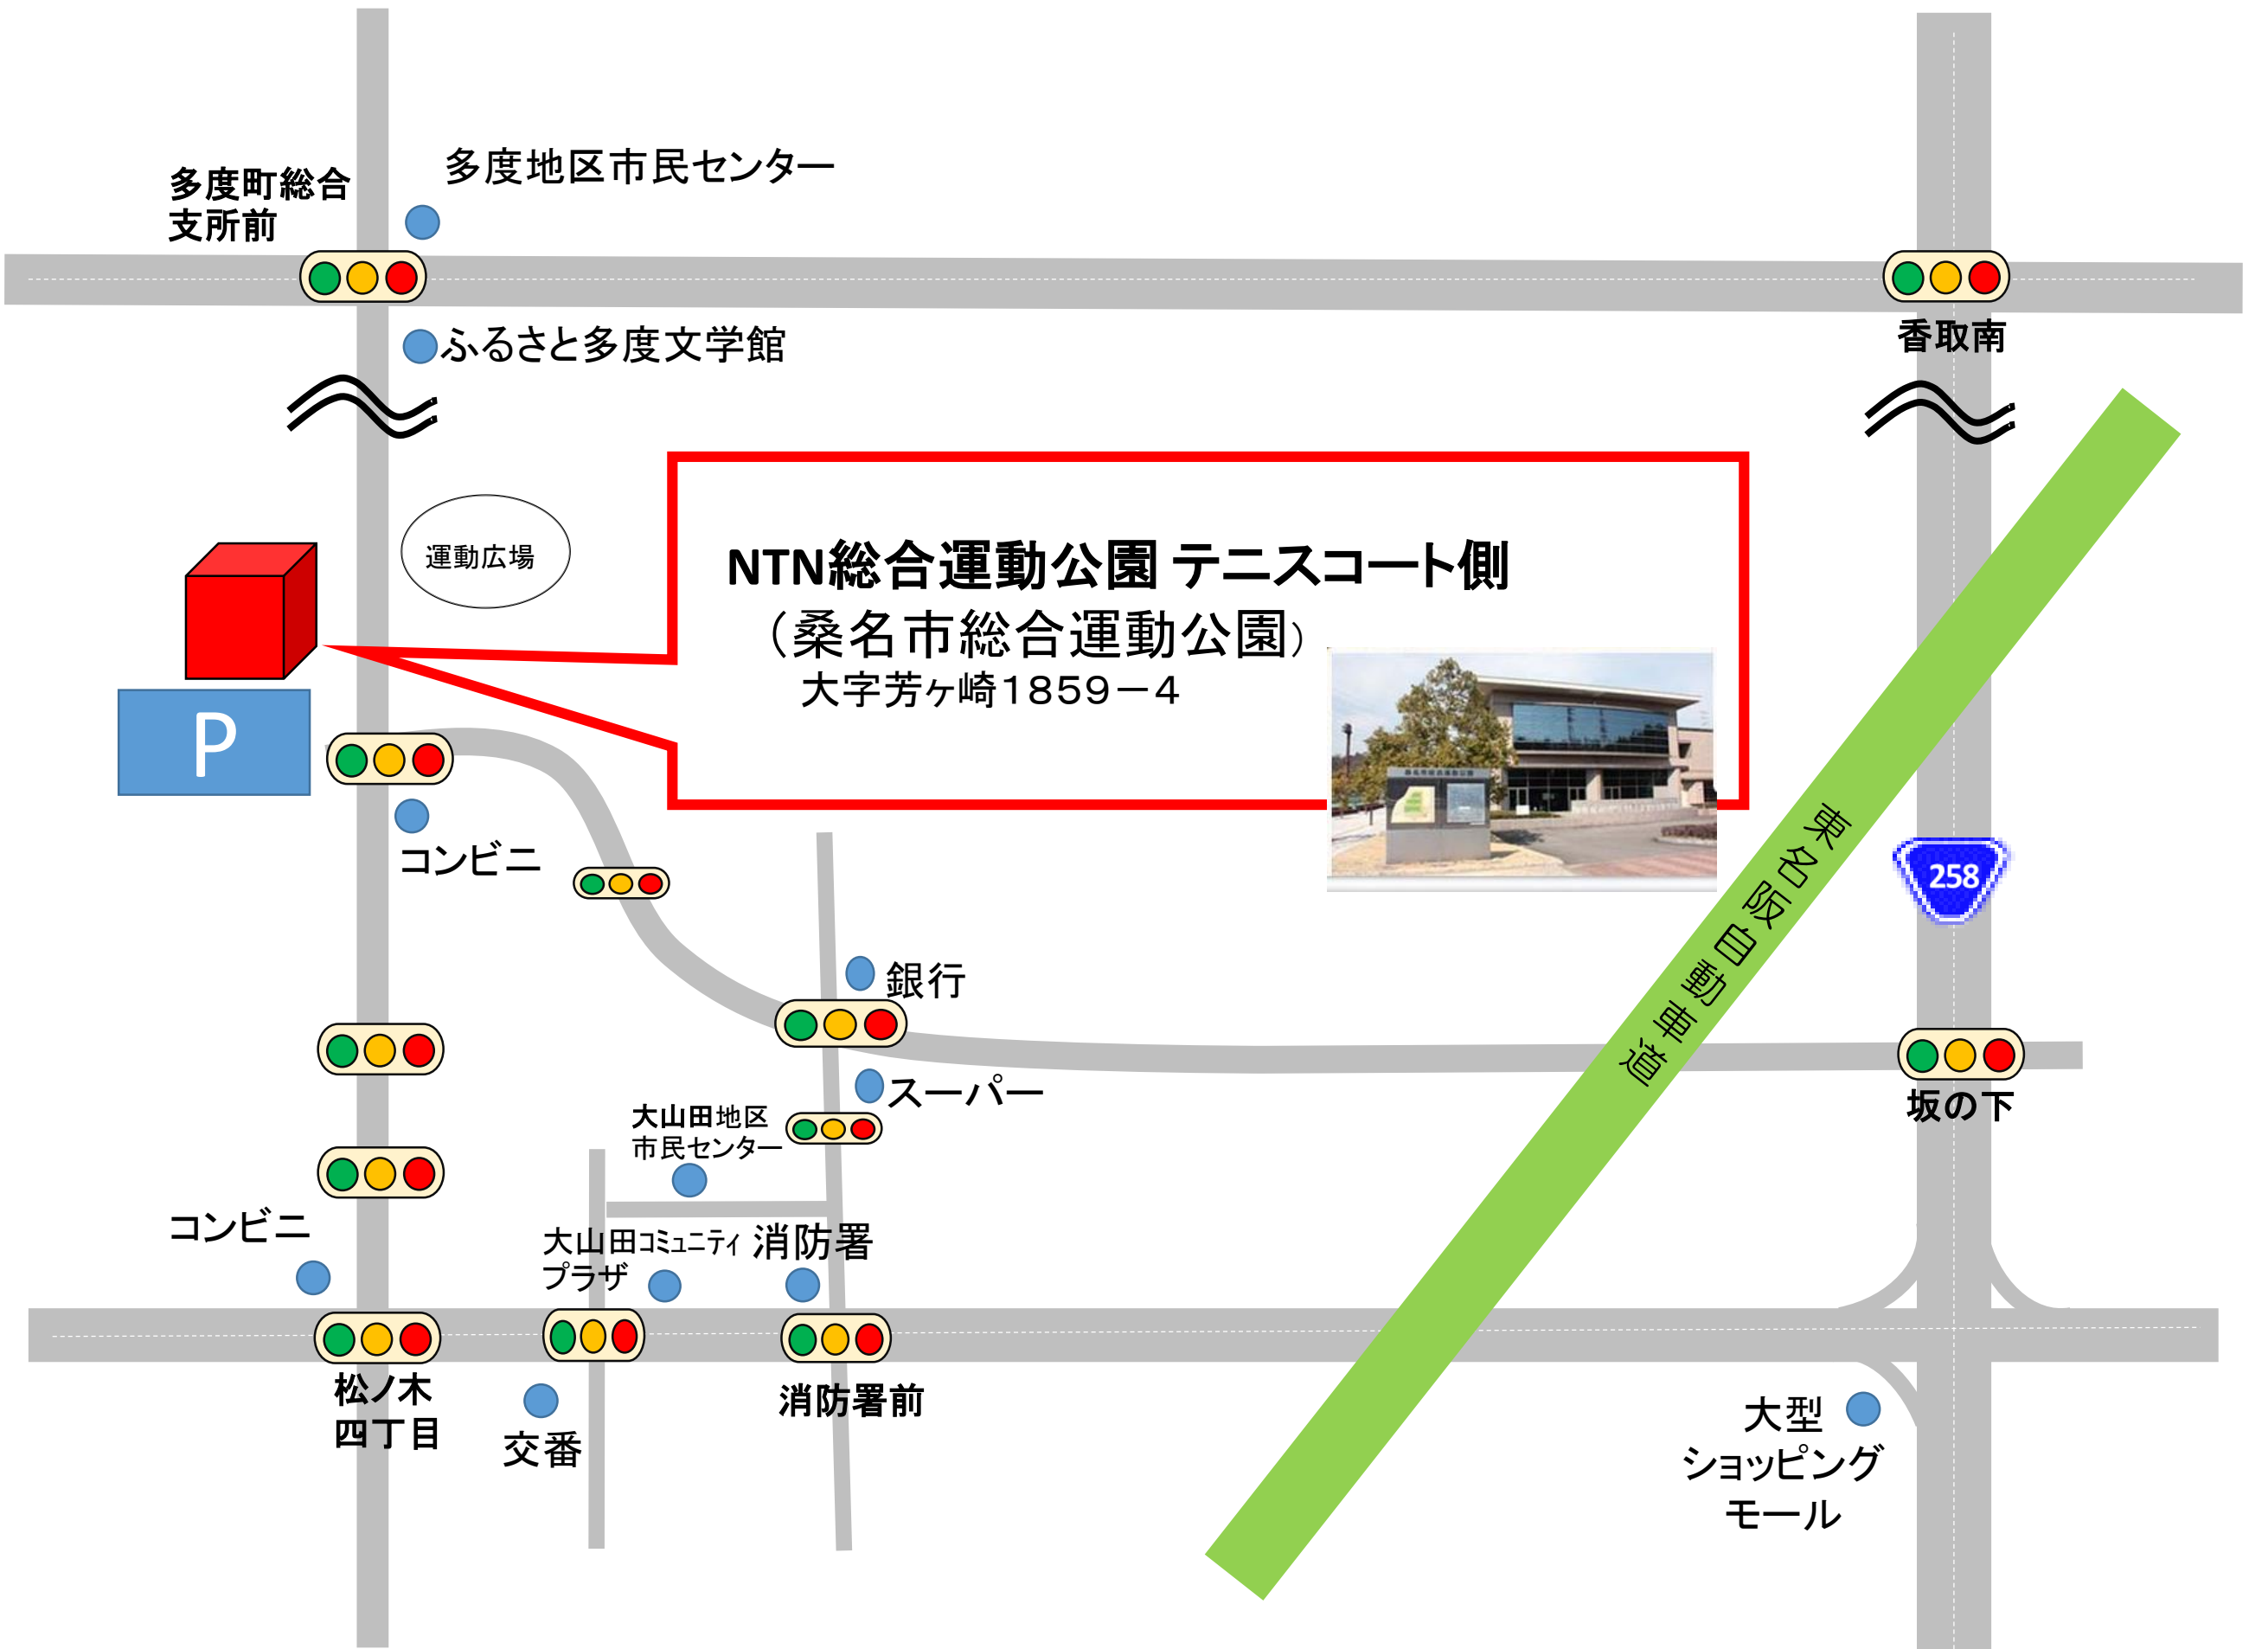 多度地区市民センター
多度町総合
支所前
香取南
ふるさと多度文学館
運動広場
NTN総合運動公園 テニスコート側
（桑名市総合運動公園）
大字芳ヶ崎１８５９－４
P
コンビニ
東名阪自動車道
258
銀行
スーパー
坂の下
大山田地区
市民センター
コンビニ
大山田コミュニティ
プラザ
消防署
松ノ木
四丁目
交番
消防署前
大型
ショッピング
モール